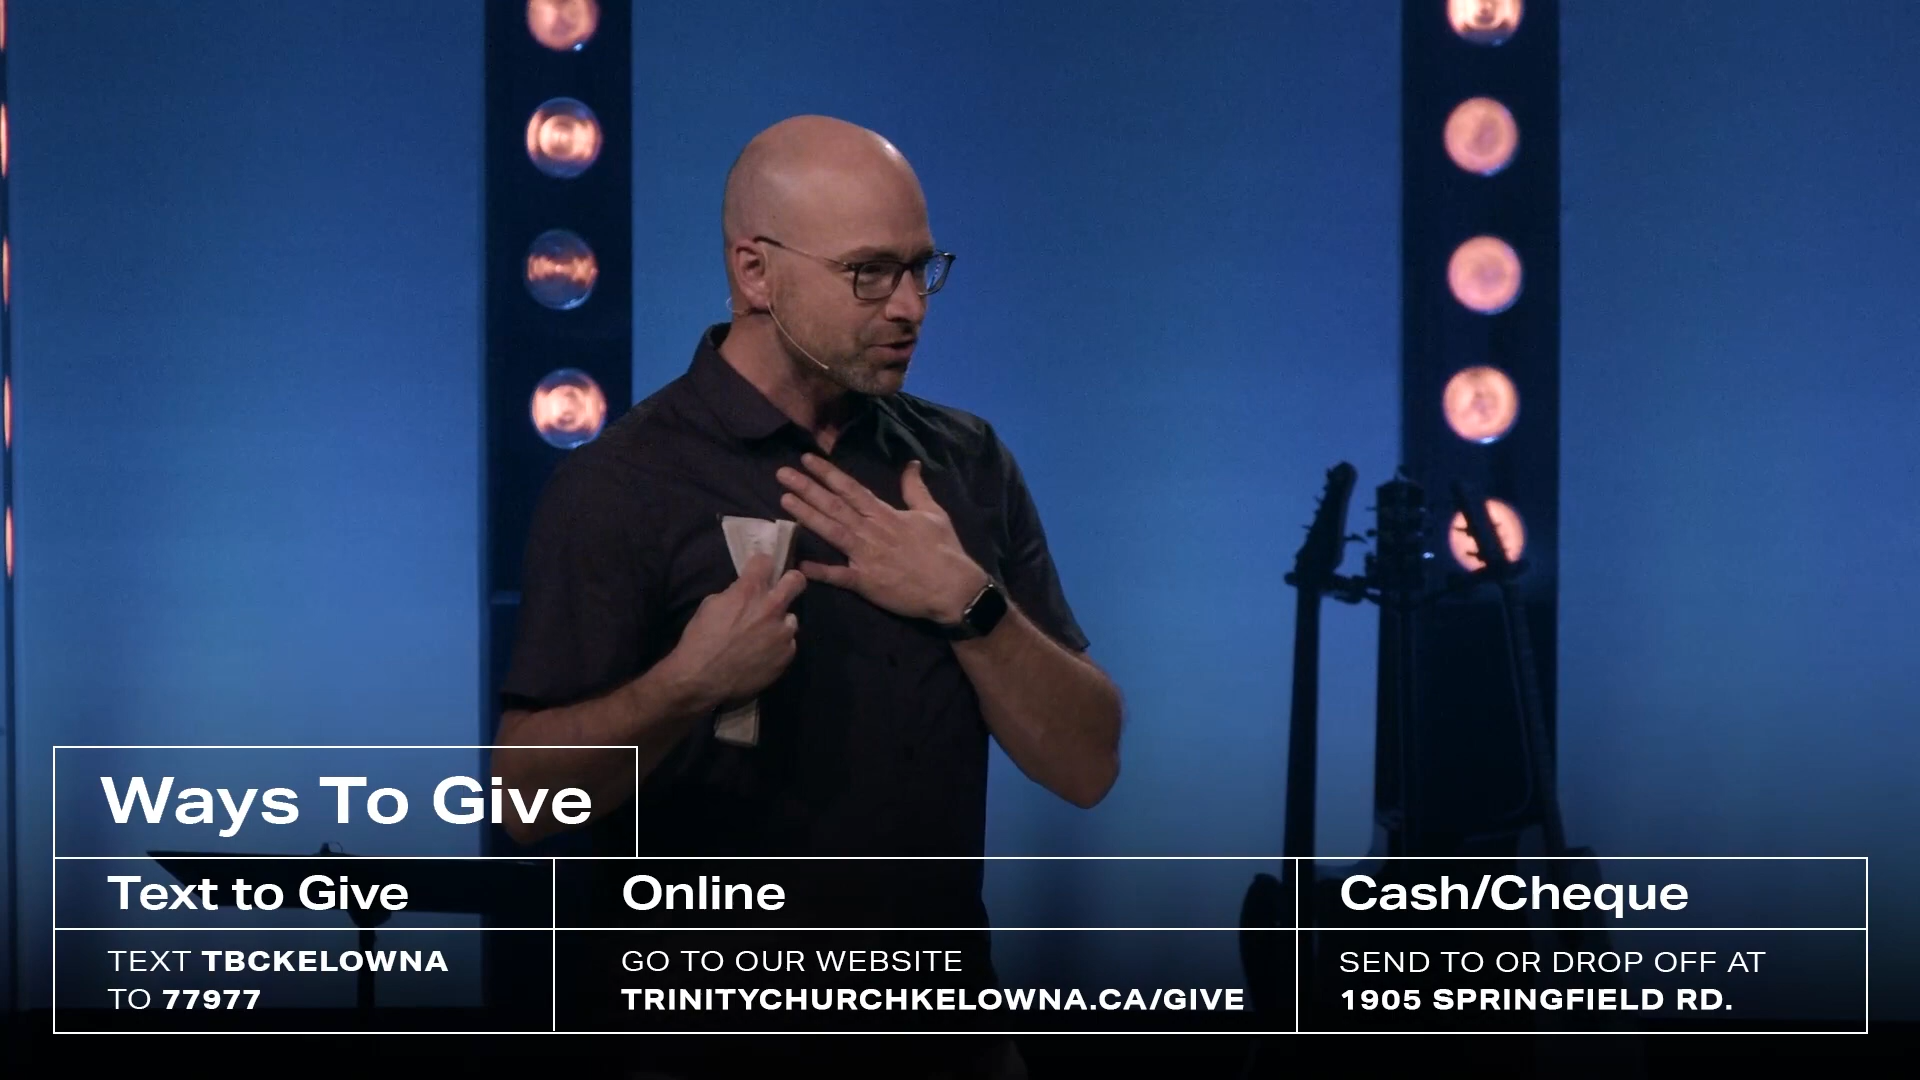 Ways To Give
Text to Give
TEXT TBCKELOWNA
TO 77977
Online
GO TO OUR WEBSITE
TRINITYCHURCHKELOWNA.CA/GIVE
Cash/Cheque
SEND TO OR DROP OFF AT
1905 SPRINGFIELD RD.